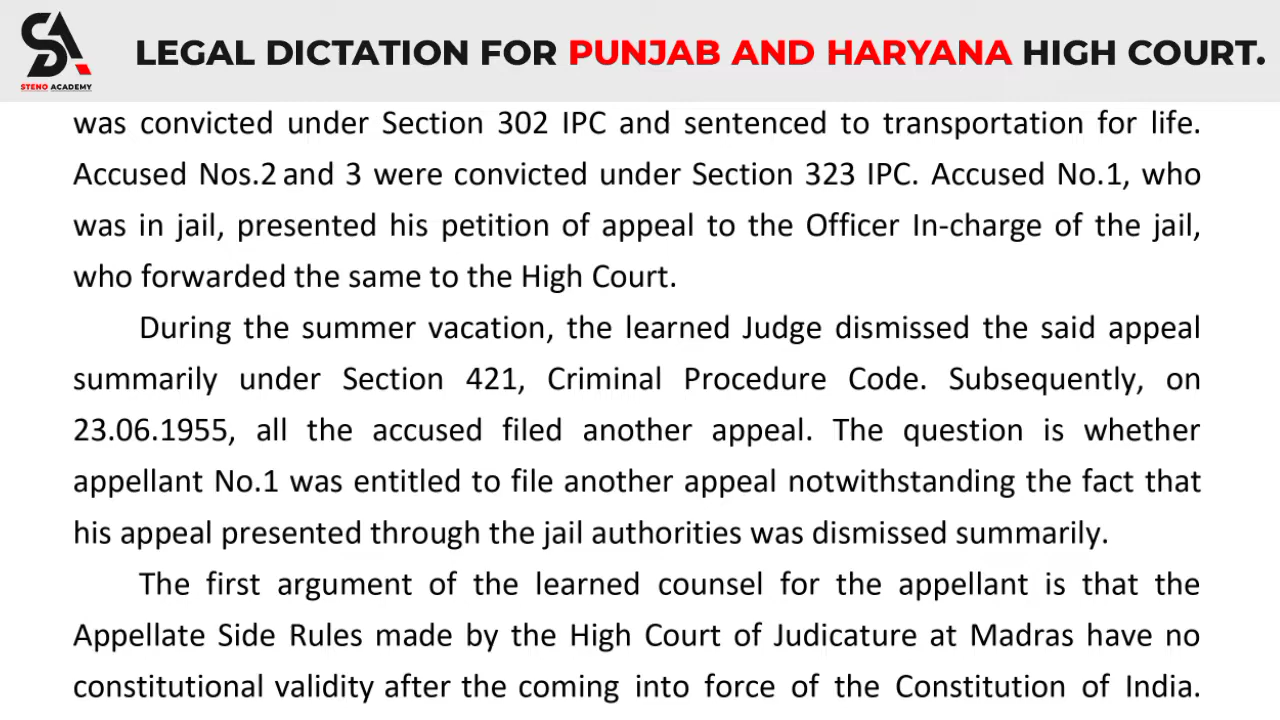 LEGAL DICTATION FOR PUNJAB AND HARYANA HIGH COURT.
STENO ACADEMY
was convicted under Section 302 IPC and sentenced to transportation for life.
Accused Nos.2 and 3 were convicted under Section 323 IPC. Accused No.1, who
was in jail, presented his petition of appeal to the Officer In-charge of the jail,
who forwarded the same to the High Court.
During the summer vacation, the learned Judge dismissed the said appeal
summarily under Section 421, Criminal Procedure Code. Subsequently, on
23.06.1955, all the accused filed another appeal. The question is whether
appellant No.1 was entitled to file another appeal notwithstanding the fact that
his appeal presented through the jail authorities was dismissed summarily.
The first argument of the learned counsel for the appellant is that the
Appellate Side Rules made by the High Court of Judicature at Madras have no
constitutional validity after the coming into force of the Constitution of India.